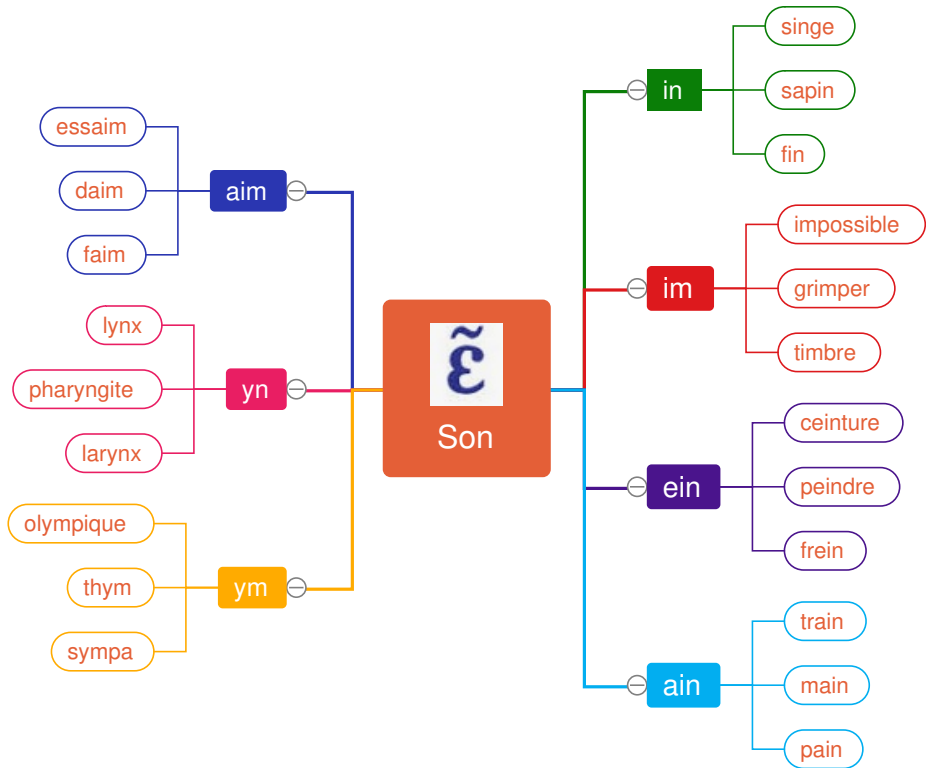 ɛ̃
Son
in
singe
sapin
fin
im
impossible
grimper
timbre
ein
ceinture
peindre
frein
ain
train
main
pain
aim
essaim
daim
faim
yn
lynx
pharyngite
larynx
ym
olympique
thym
sympa